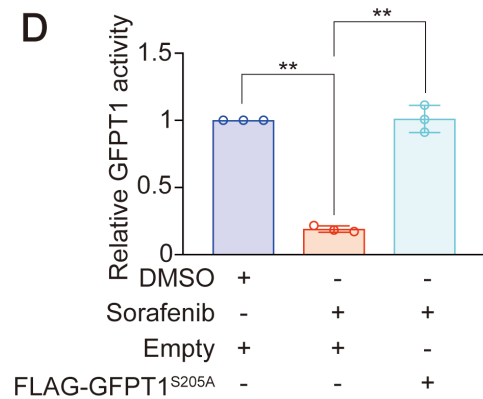 D
**
**
Relative GFPT1 activity
1.5
1
0.5
0
DMSO + - -
Sorafenib - + +
Empty + + -
FLAG-GFPT1S205A - - +